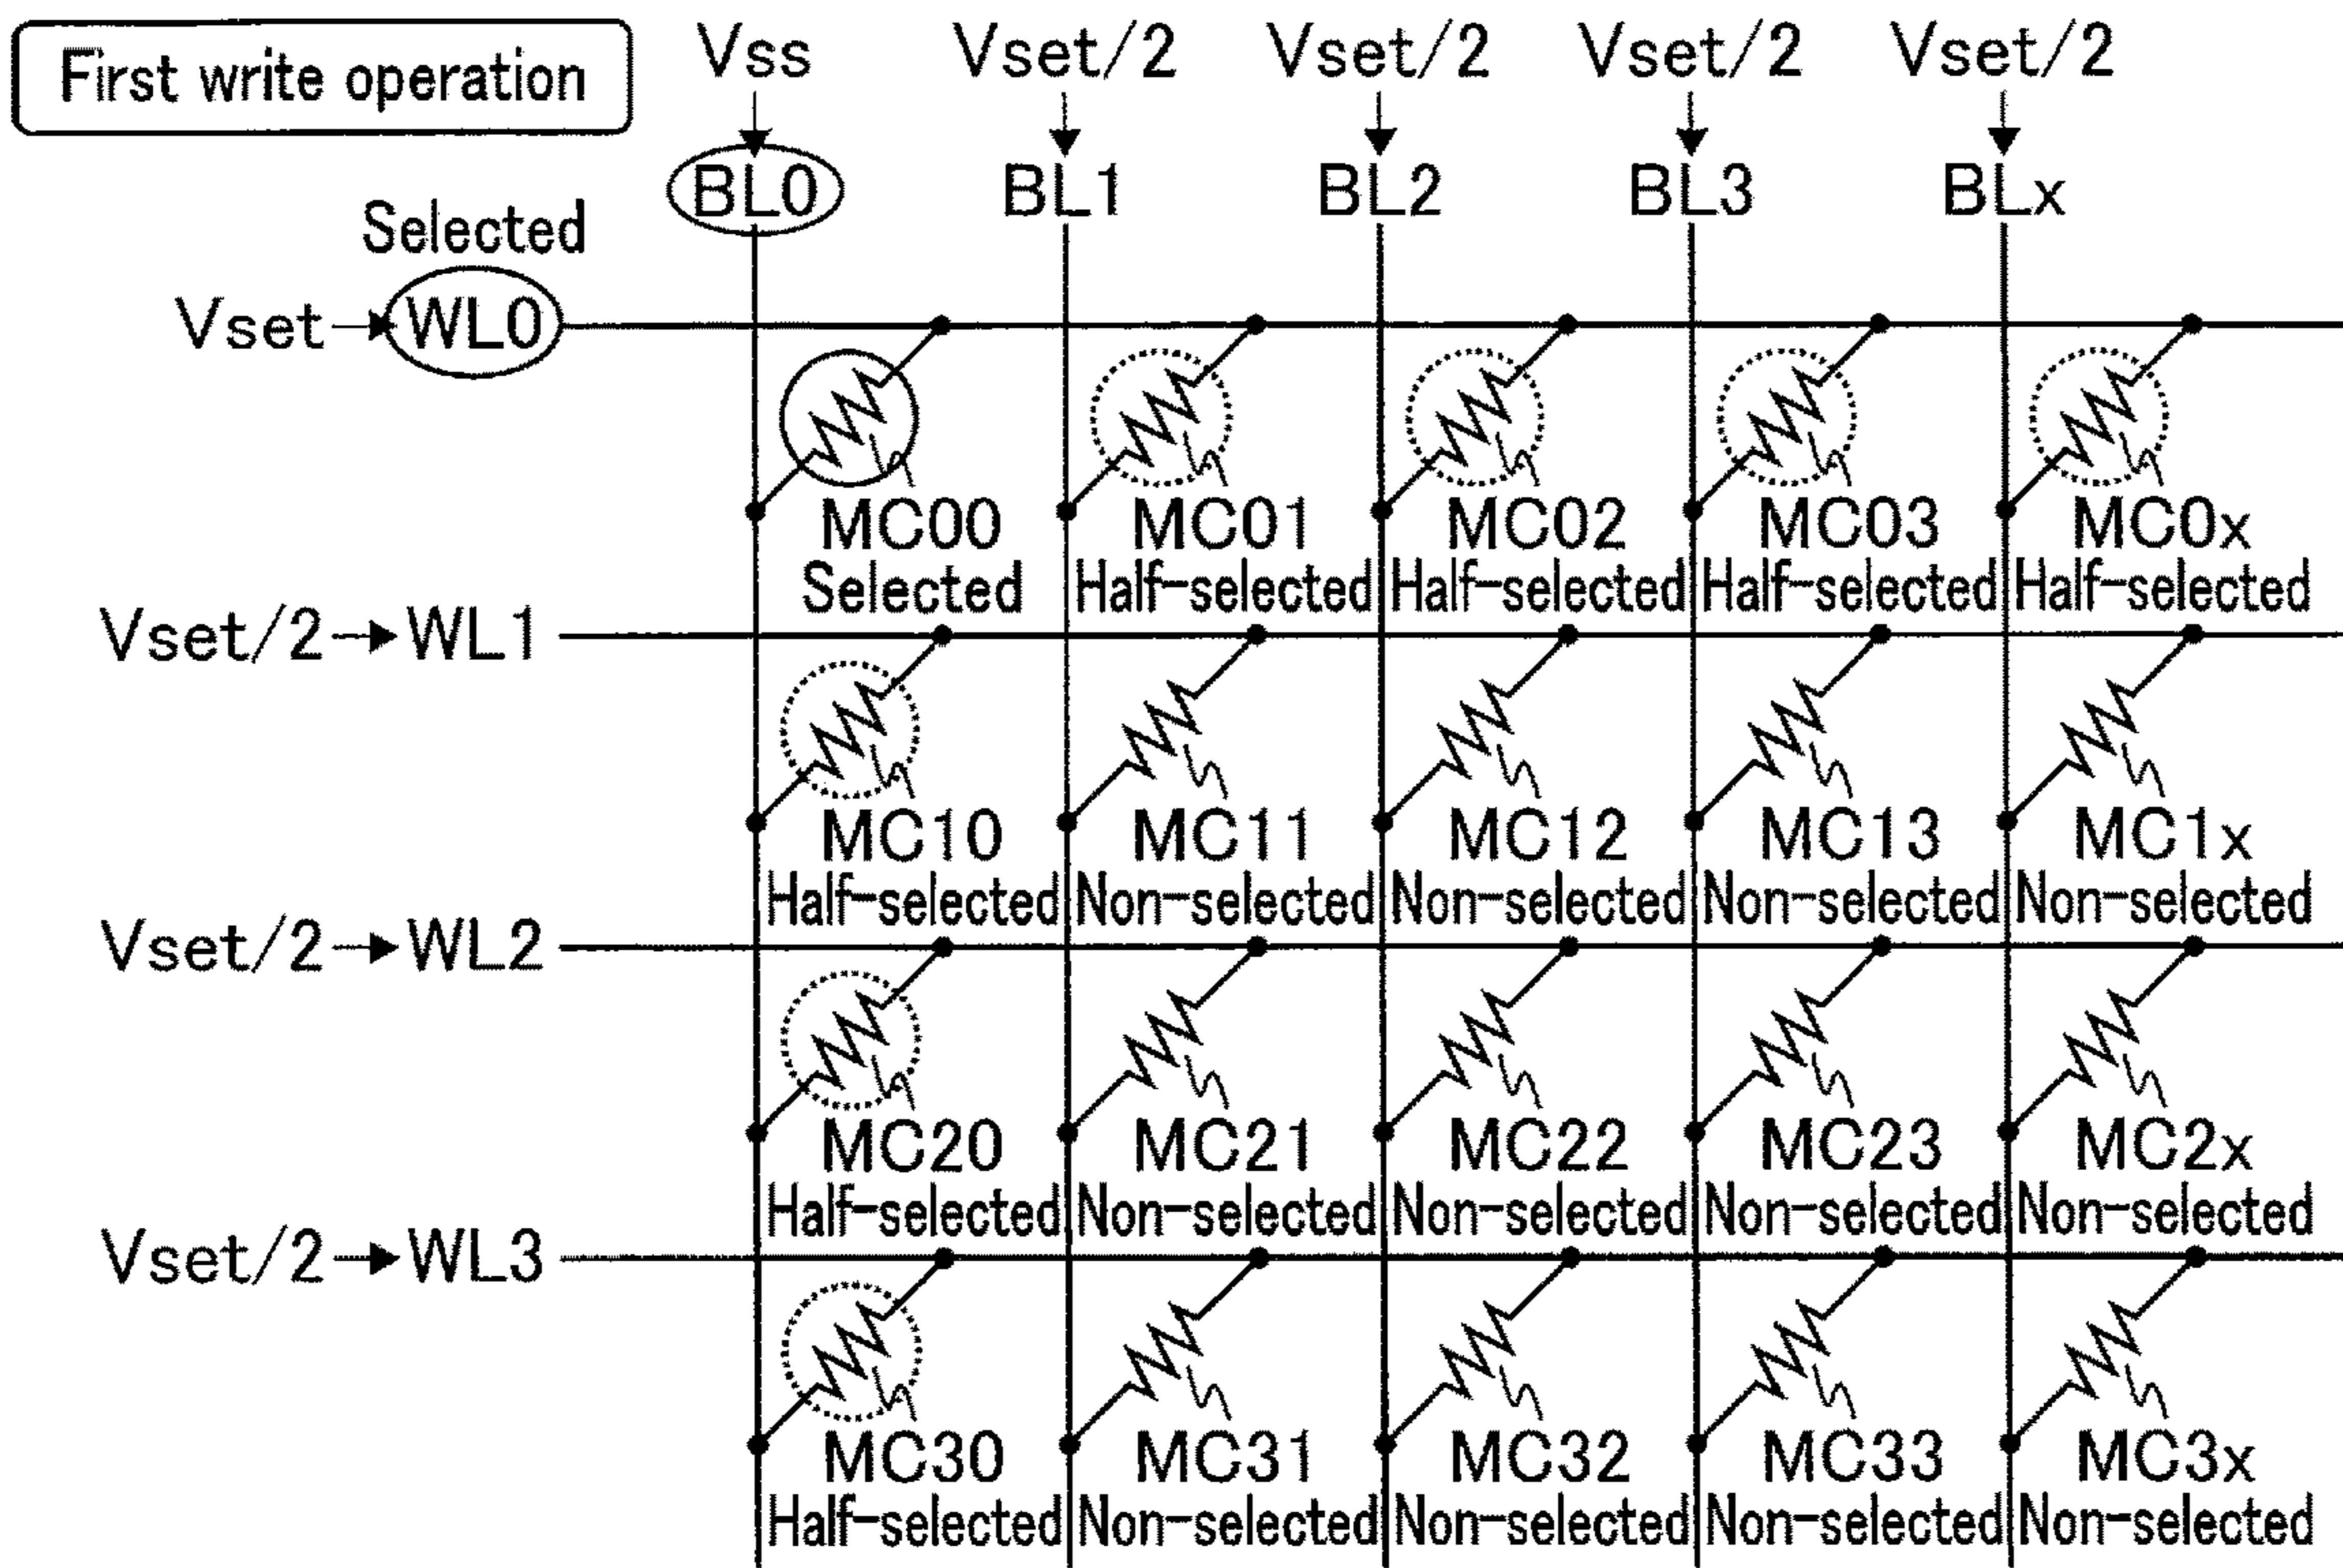 First write operation
Vss Vset/2 Vset/2 Vset/2 Vset/2
BL0 BL1 BL2 BL3 BLx
Selected
Vset WL0
MC00 MC01 MC02 MC03 MC0x
Selected Half-selected Half-selected Half-selected Half-selected
Vset/2 WL1
MC10 MC11 MC12 MC13 MC1x
Half-selected Non-selected Non-selected Non-selected Non-selected
Vset/2 WL2
MC20 MC21 MC22 MC23 MC2x
Half-selected Non-selected Non-selected Non-selected Non-selected
Vset/2 WL3
MC30 MC31 MC32 MC33 MC3x
Half-selected Non-selected Non-selected Non-selected Non-selected